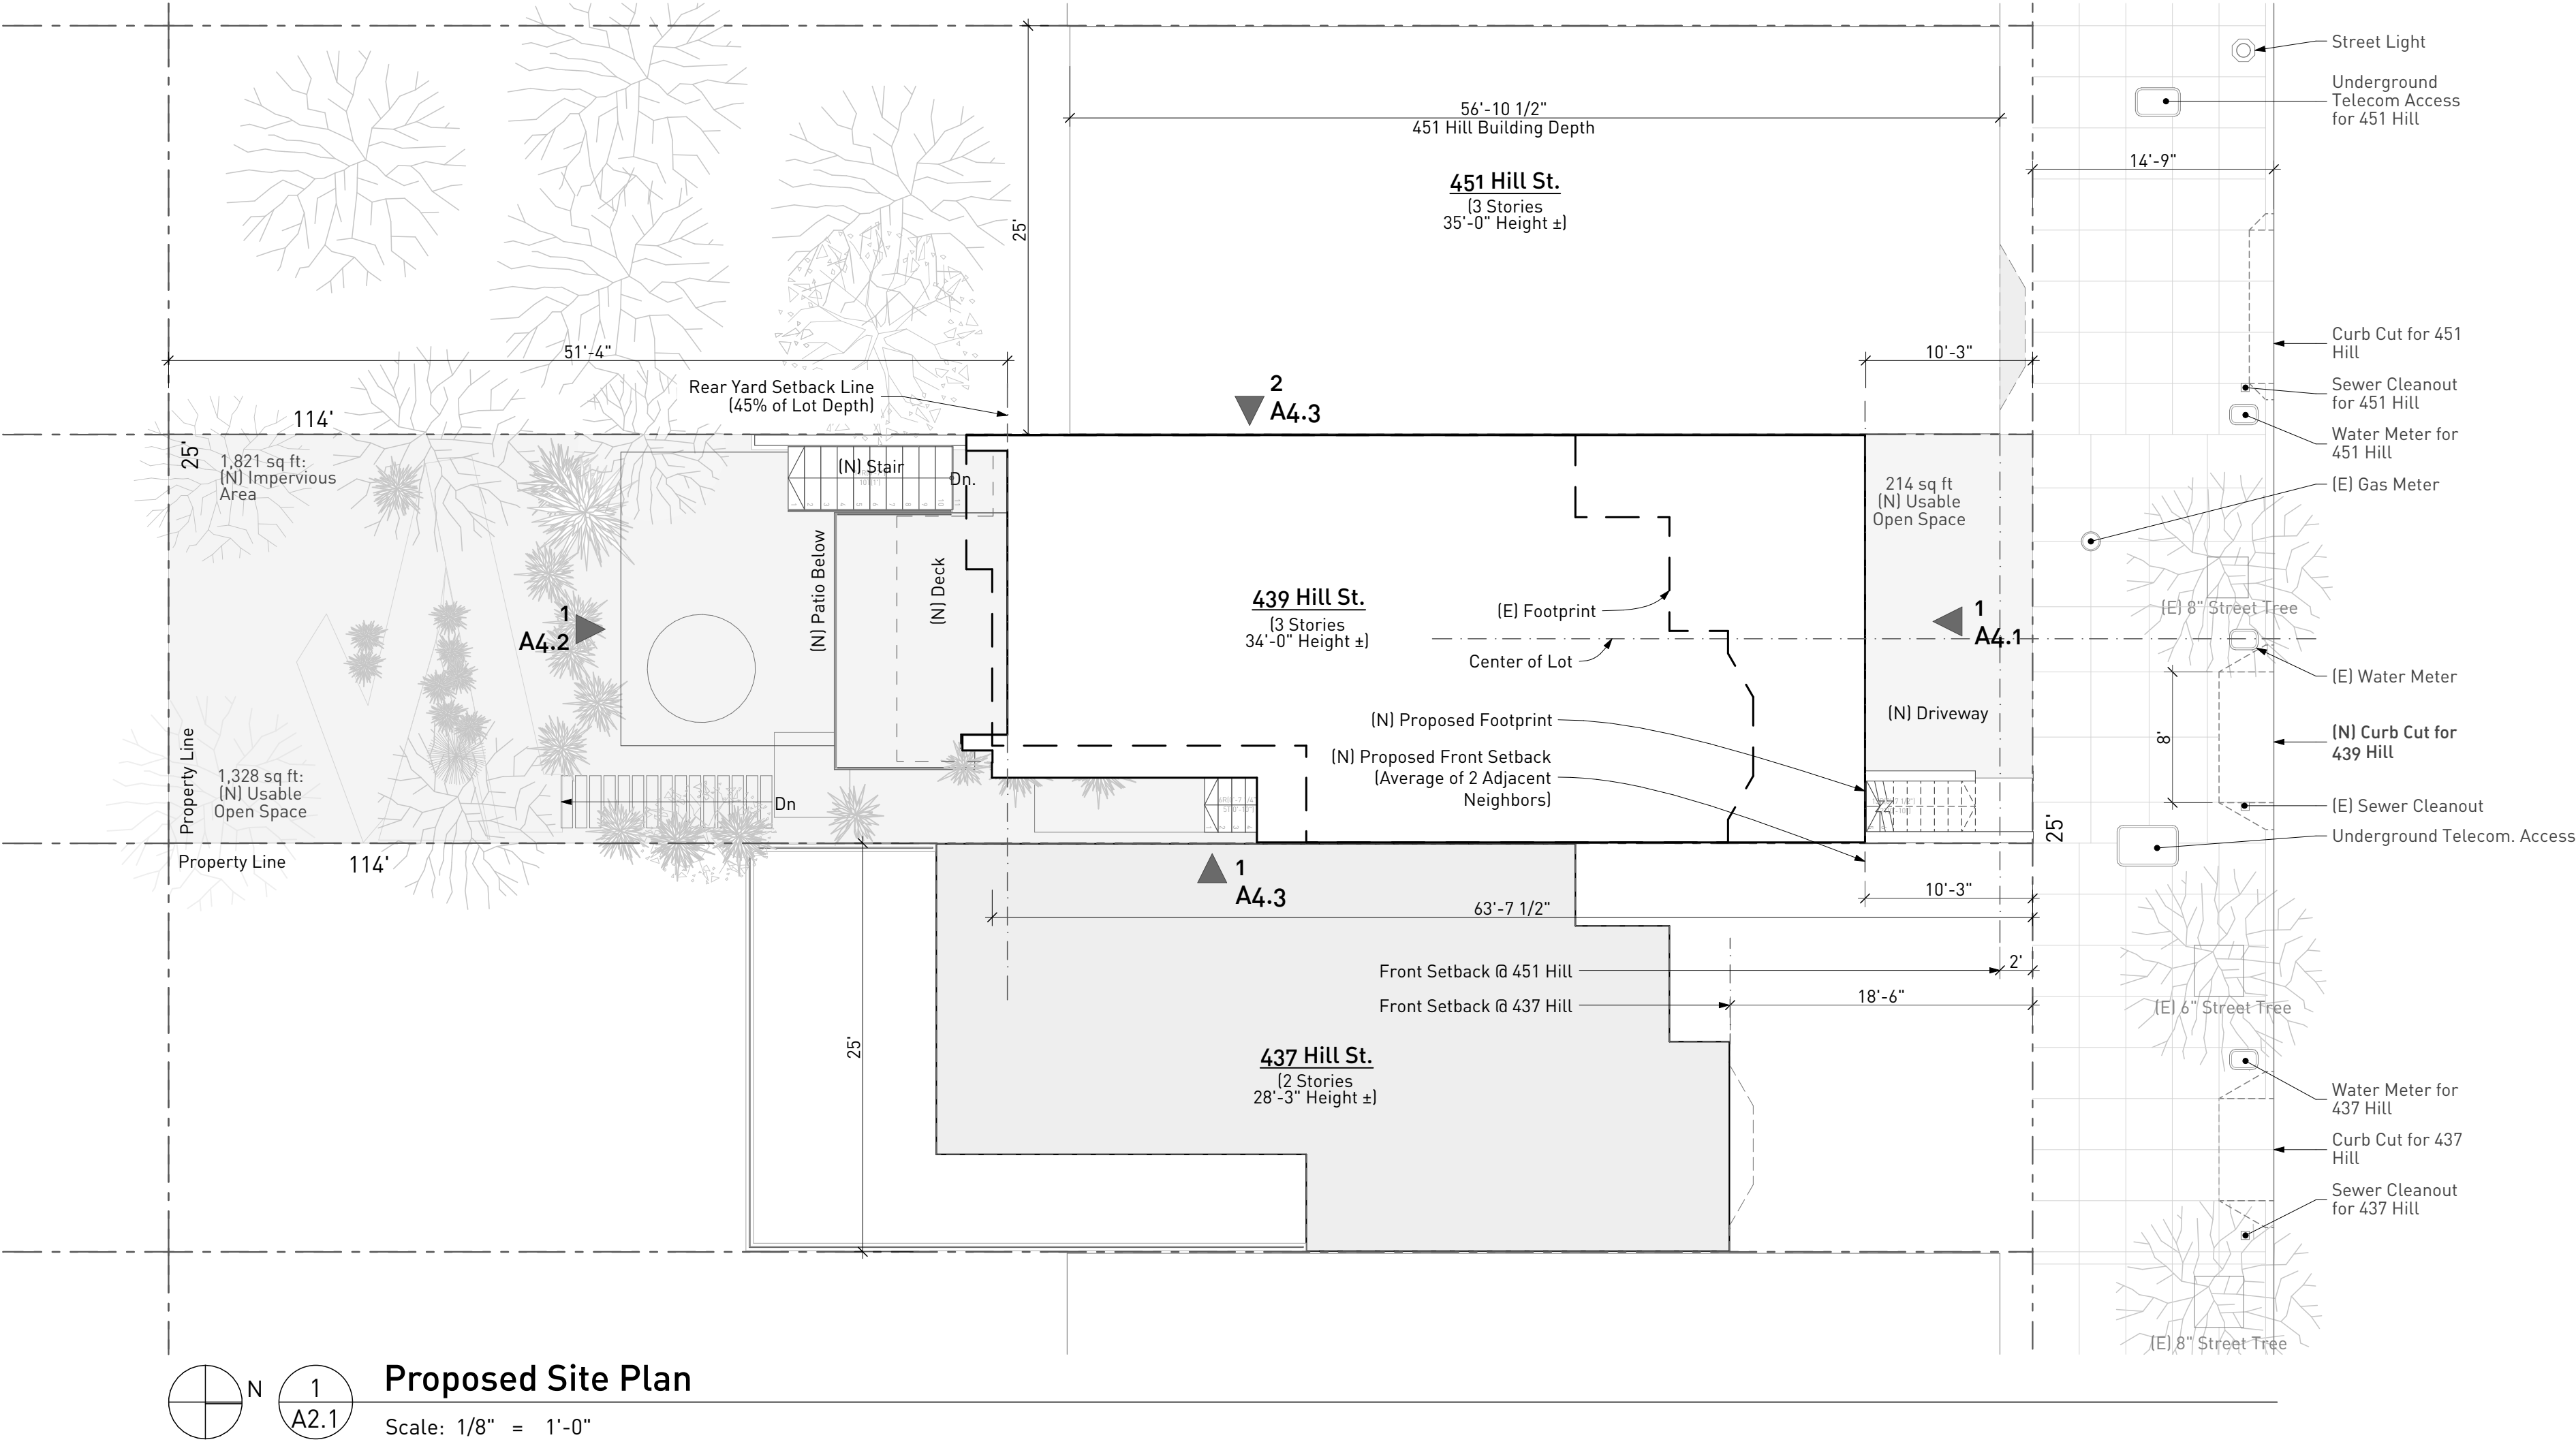 Street Light
Underground
Telecom Access
for 451 Hill
56'-10 1/2"
451 Hill Building Depth
14'-9"
451 Hill St.
(3 Stories
35'-0" Height ±)
25'
51'-4"
10'-3"
Curb Cut for 451
Hill
Rear Yard Setback Line
(45% of Lot Depth)
2
A4.3
Sewer Cleanout
for 451 Hill
114'
Water Meter for
451 Hill
25'
1,821 sq ft:
(N) Impervious
Area
(N) Stair
Dn.
214 sq ft
(N) Usable
Open Space
(E) Gas Meter
(N) Patio Below
(N) Deck
439 Hill St.
(3 Stories
34'-0" Height ±)
(E) Footprint
1
A4.2
1
A4.1
(E) 8" Street Tree
Center of Lot
(E) Water Meter
(N) Proposed Footprint
(N) Driveway
8'
(N) Curb Cut for
439 Hill
(N) Proposed Front Setback
(Average of 2 Adjacent
Neighbors)
Property Line
1,328 sq ft:
(N) Usable
Open Space
Dn
(E) Sewer Cleanout
25'
Underground Telecom. Access
Property Line
114'
1
A4.3
10'-3"
63'-7 1/2"
Front Setback @ 451 Hill
2'
Front Setback @ 437 Hill
18'-6"
(E) 6" Street Tree
25'
437 Hill St.
(2 Stories
28'-3" Height ±)
Water Meter for
437 Hill
Curb Cut for 437
Hill
Sewer Cleanout
for 437 Hill
(E) 8" Street Tree
N
1
A2.1
Proposed Site Plan
Scale: 1/8" = 1'-0"